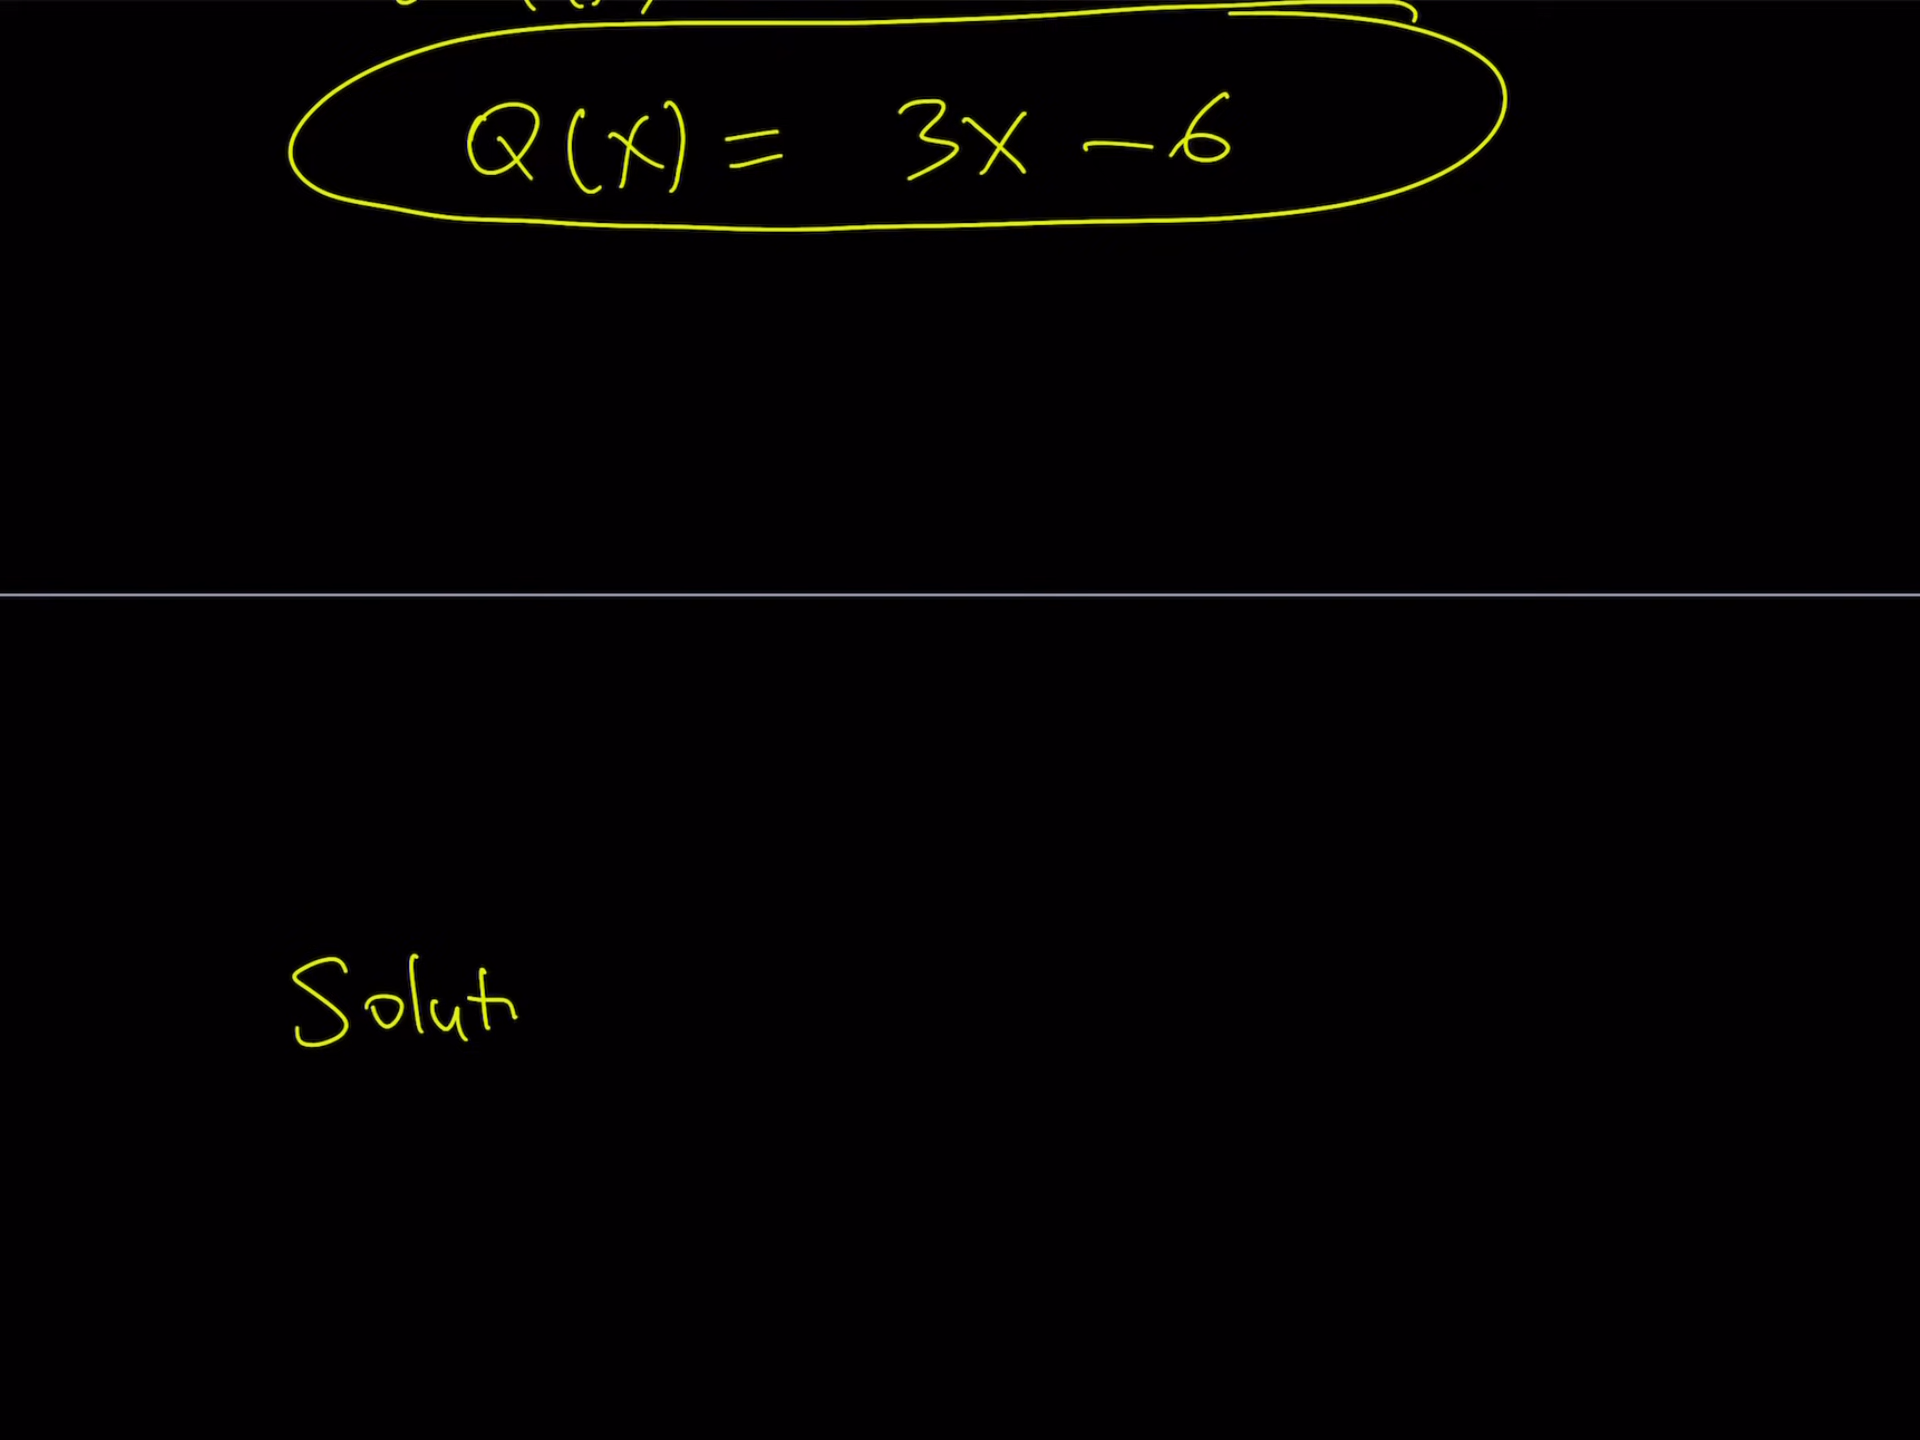 Q(x) = 3x - 6
Solut